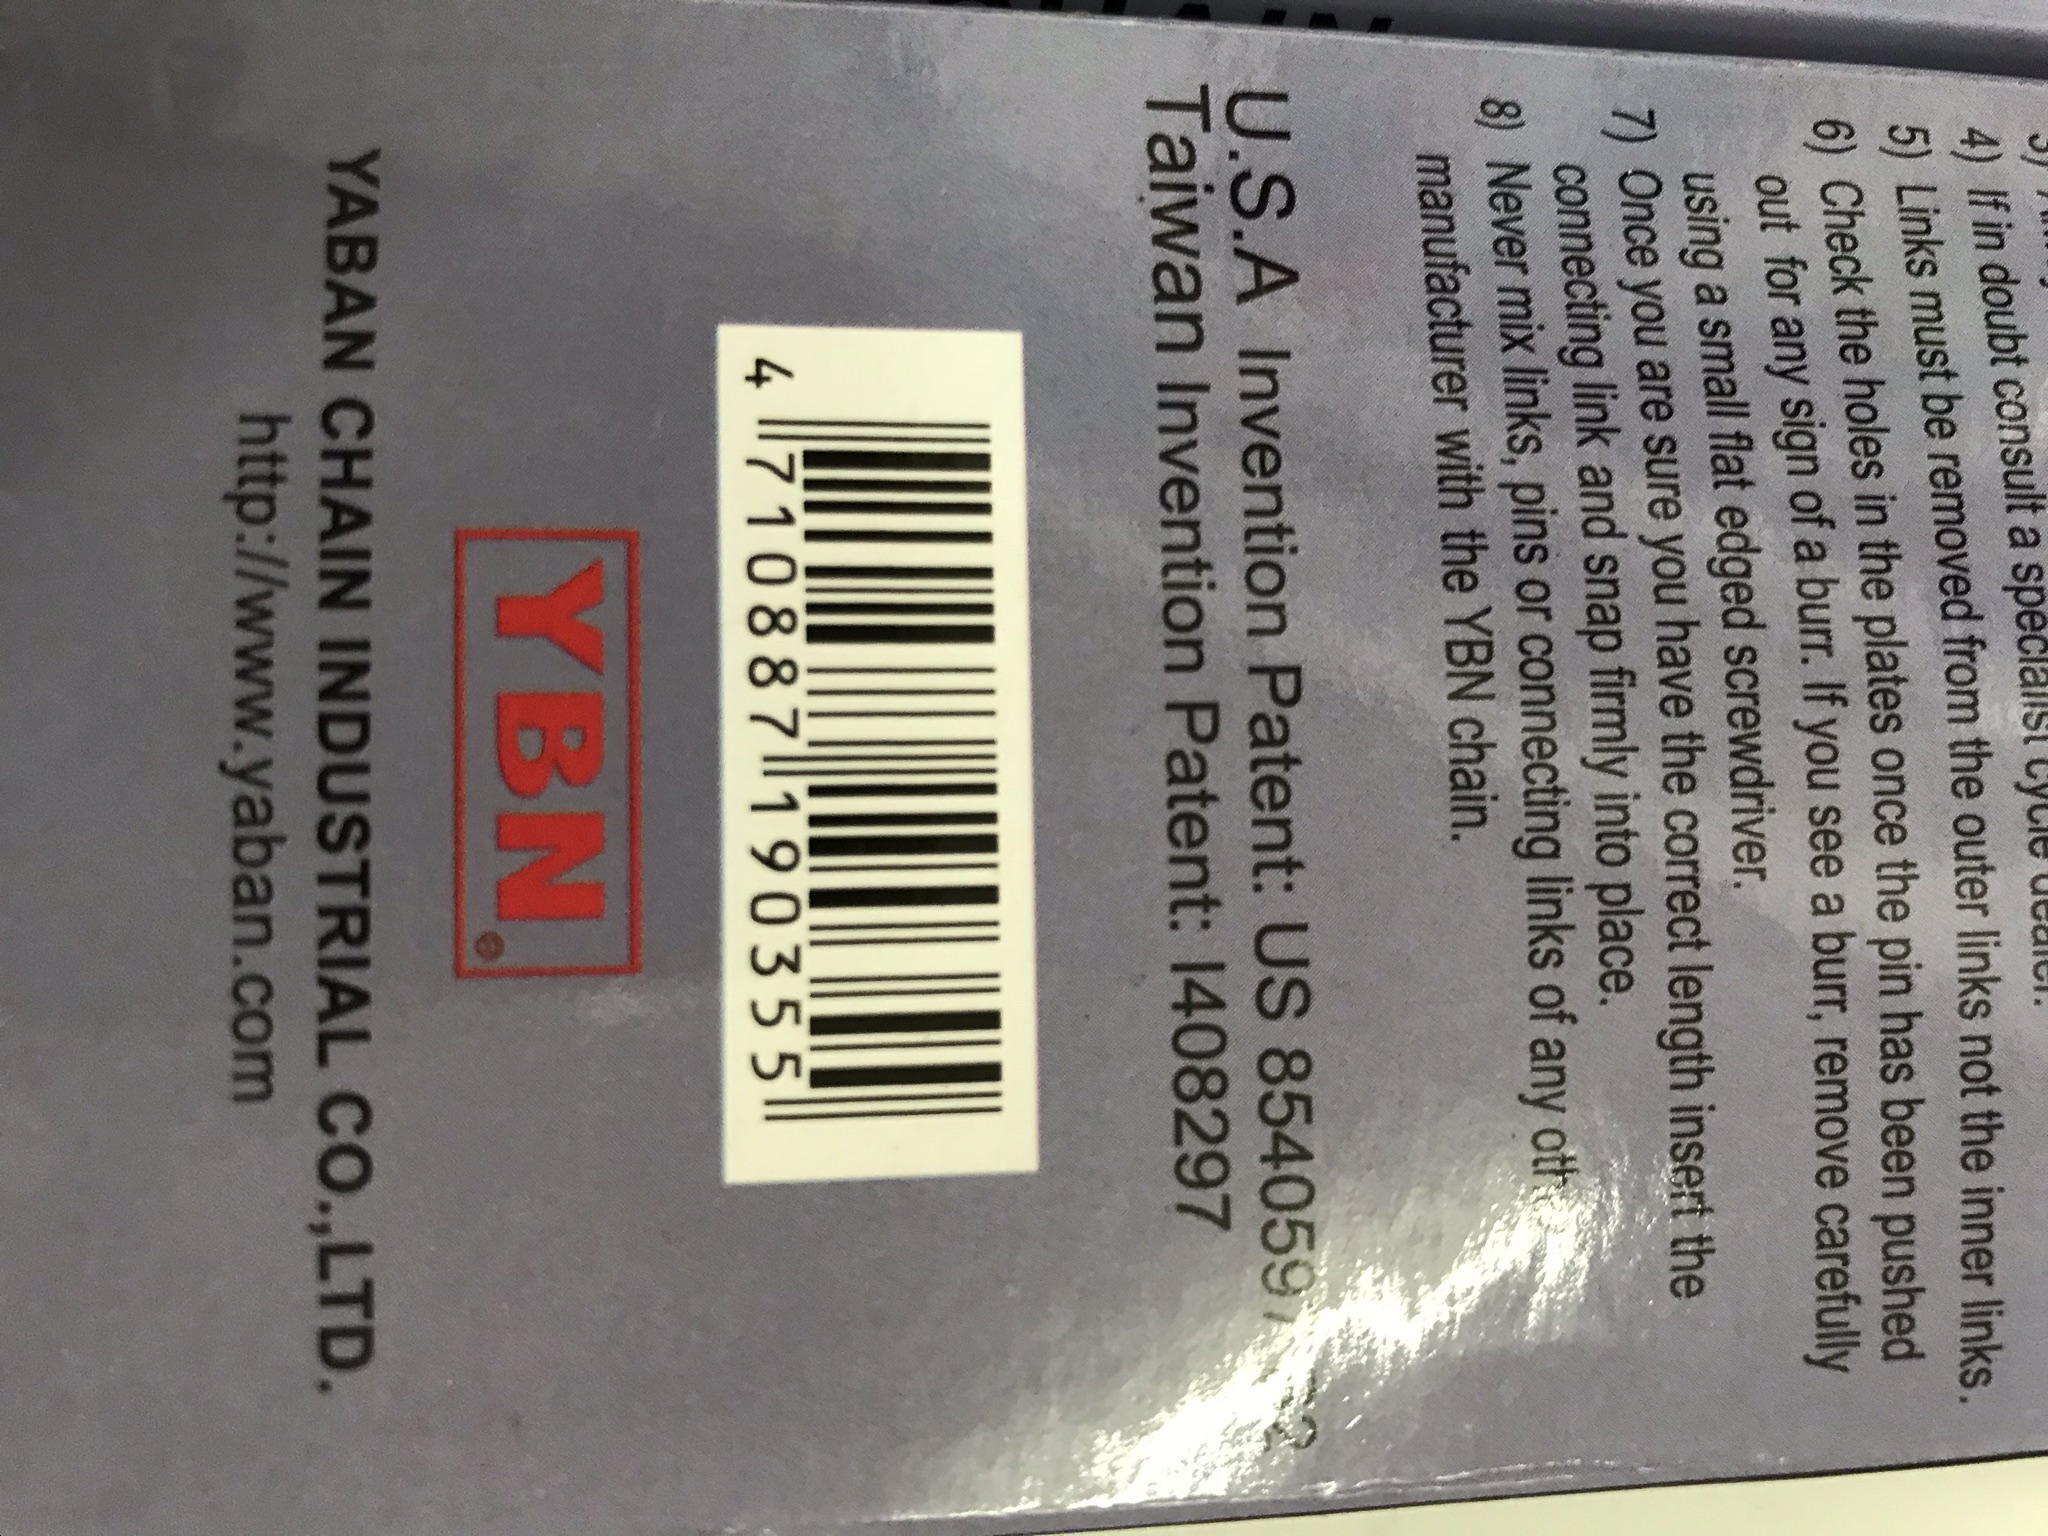 4) If in doubt consult a specialist cycle dealer.
5) Links must be removed from the outer links not the inner links.
6) Check the holes in the plates once the pin has been pushed
out for any sign of a burr. If you see a burr, remove carefully
using a small flat edged screwdriver.
7) Once you are sure you have the correct length insert the
connecting link and snap firmly into place.
8) Never mix links, pins or connecting links of any
manufacturer with the YBN chain.
U.S.A Invention Patent: US 8540597
Taiwan Invention Patent: I408297
4 710887 190355
YBN®
YABAN CHAIN INDUSTRIAL CO.,LTD.
http://www.yaban.com